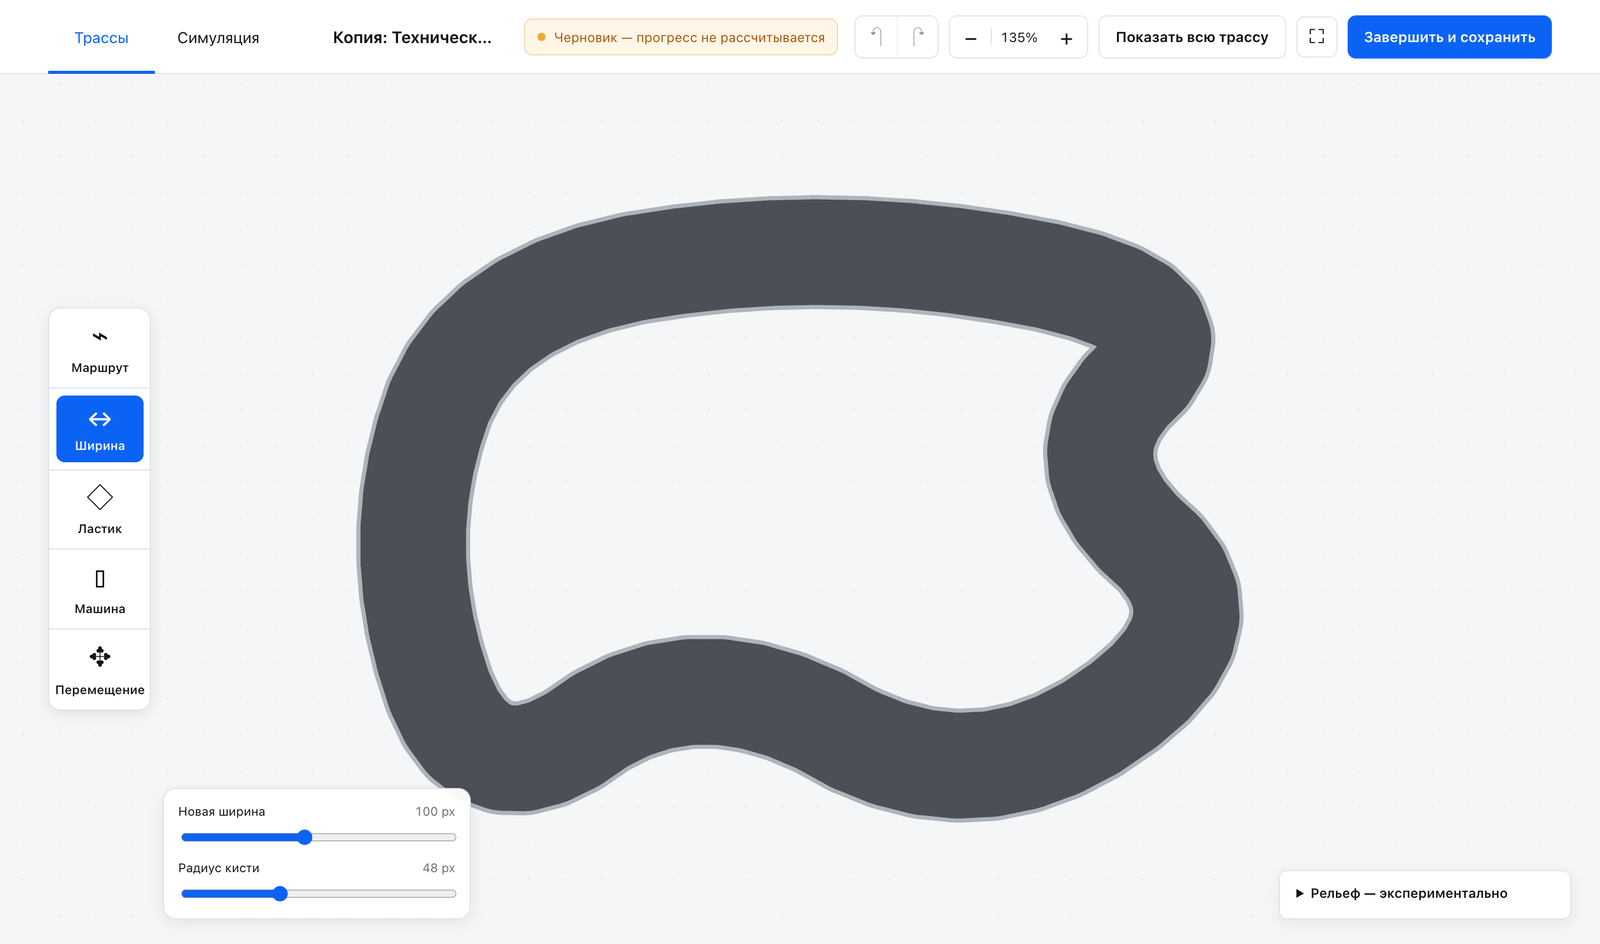 Трассы
Симуляция
Копия: Техническ...
Черновик — прогресс не рассчитывается
135%
Показать всю трассу
Завершить и сохранить
Маршрут
Ширина
Ластик
Машина
Перемещение
Новая ширина 100 px
Радиус кисти 48 px
Рельеф — экспериментально